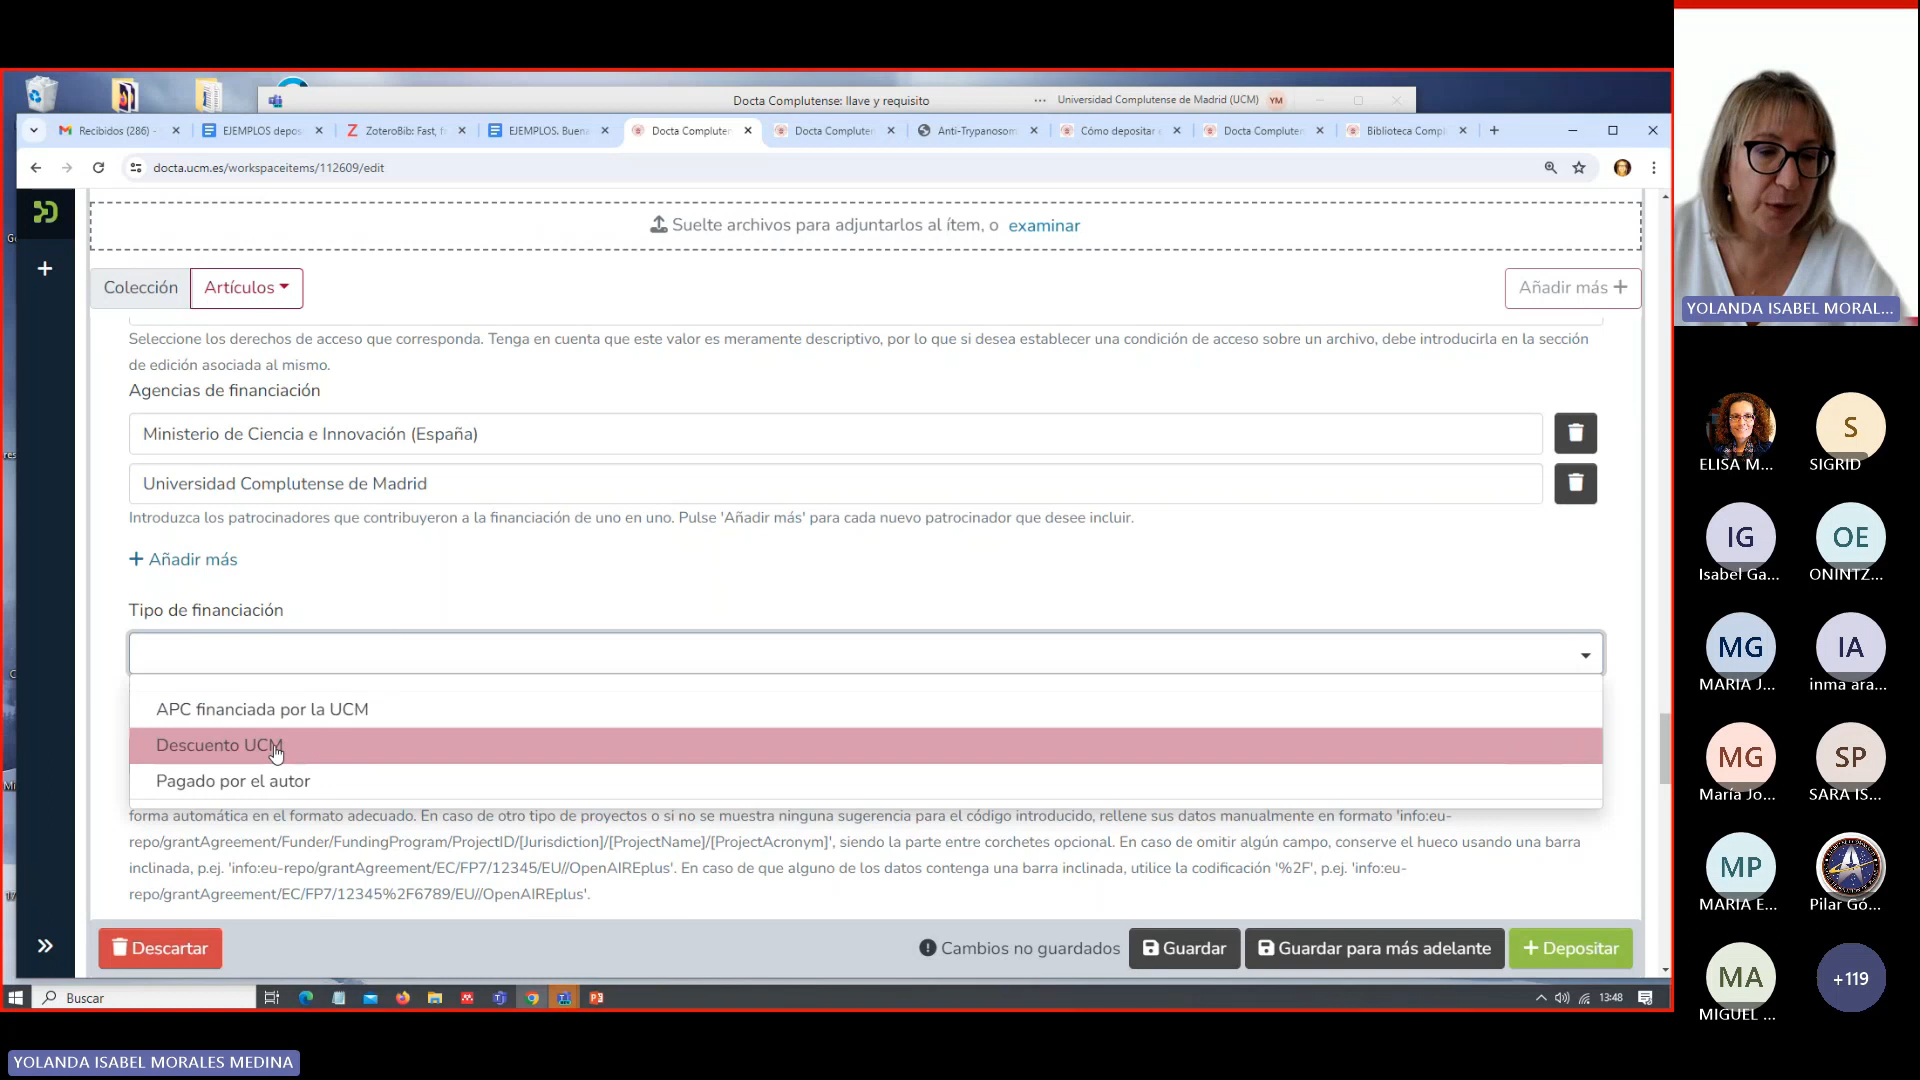 Docta Complutense: llave y requisito
Universidad Complutense de Madrid (UCM)
YM
Recibidos (286) -
EJEMPLOS depos
ZoteroBib: Fast, f
EJEMPLOS. Buen
Docta Compluten
Docta Compluten
Anti-Trypanosom
Cómo depositar
Docta Compluten
Biblioteca Compl
docta.ucm.es/workspaceitems/112609/edit
Suelte archivos para adjuntarlos al ítem, o examinar
Colección
Artículos
Añadir más +
Seleccione los derechos de acceso que corresponda. Tenga en cuenta que este valor es meramente descriptivo, por lo que si desea establecer una condición de acceso sobre un archivo, debe introducirla en la sección
de edición asociada al mismo.
Agencias de financiación
Ministerio de Ciencia e Innovación (España)
Universidad Complutense de Madrid
Introduzca los patrocinadores que contribuyeron a la financiación de uno en uno. Pulse 'Añadir más' para cada nuevo patrocinador que desee incluir.
+ Añadir más
Tipo de financiación
APC financiada por la UCM
Descuento UCM
Pagado por el autor
forma automática en el formato adecuado. En caso de otro tipo de proyectos o si no se muestra ninguna sugerencia para el código introducido, rellene sus datos manualmente en formato 'info:eu-
repo/grantAgreement/Funder/FundingProgram/ProjectID/[Jurisdiction]/[ProjectName]/[ProjectAcronym]', siendo la parte entre corchetes opcional. En caso de omitir algún campo, conserve el hueco usando una barra
inclinada, p.ej. 'info:eu-repo/grantAgreement/EC/FP7/12345/EU//OpenAIREplus'. En caso de que alguno de los datos contenga una barra inclinada, utilice la codificación '%2F', p.ej. 'info:eu-
repo/grantAgreement/EC/FP7/12345%2F6789/EU//OpenAIREplus'.
Descartar
Cambios no guardados
Guardar
Guardar para más adelante
+ Depositar
Buscar
13:48
YOLANDA ISABEL MORALES MEDINA
YOLANDA ISABEL MORAL...
ELISA M...
S
SIGRID
IG
Isabel Ga...
OE
ONINTZ...
MG
MARIA J...
IA
inma ara...
MG
María Jo...
SP
SARA IS...
MP
MARIA E...
Pilar Gó...
MA
MIGUEL ...
+119